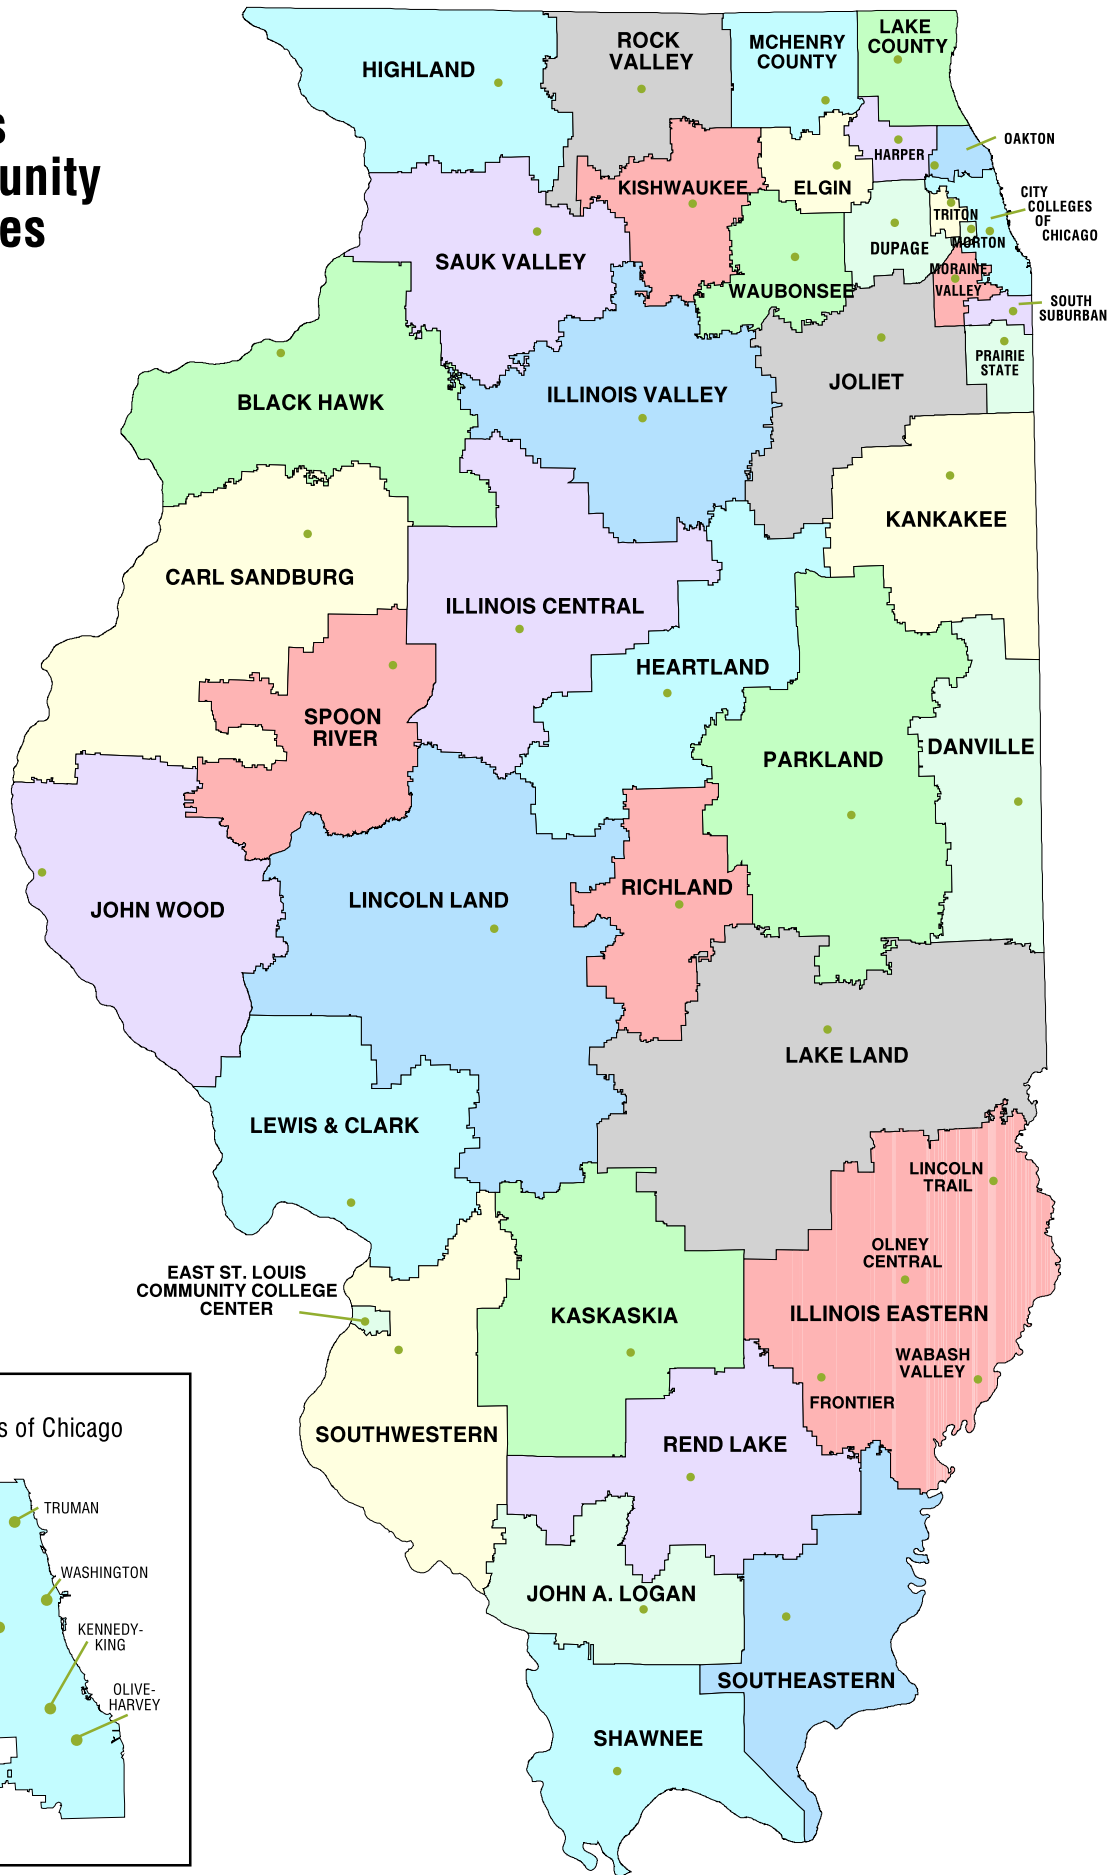 unity
HIGHLAND
ROCK
VALLEY
MCHENRY
COUNTY
LAKE
COUNTY
OAKTON
HARPER
KISHWAUKEE
ELGIN
CITY
COLLEGES
OF
CHICAGO
TRITON
MORTON
DUPAGE
SAUK VALLEY
WAUBONSEE
MORAINE
VALLEY
SOUTH
SUBURBAN
PRAIRIE
STATE
JOLIET
ILLINOIS VALLEY
BLACK HAWK
KANKAKEE
CARL SANDBURG
ILLINOIS CENTRAL
HEARTLAND
SPOON
RIVER
DANVILLE
PARKLAND
RICHLAND
LINCOLN LAND
JOHN WOOD
LAKE LAND
LEWIS & CLARK
LINCOLN
TRAIL
OLNEY
CENTRAL
EAST ST. LOUIS
COMMUNITY COLLEGE
CENTER
KASKASKIA
ILLINOIS EASTERN
WABASH
VALLEY
FRONTIER
SOUTHWESTERN
REND LAKE
JOHN A. LOGAN
SOUTHEASTERN
SHAWNEE
s of Chicago
TRUMAN
WASHINGTON
KENNEDY-
KING
OLIVE-
HARVEY